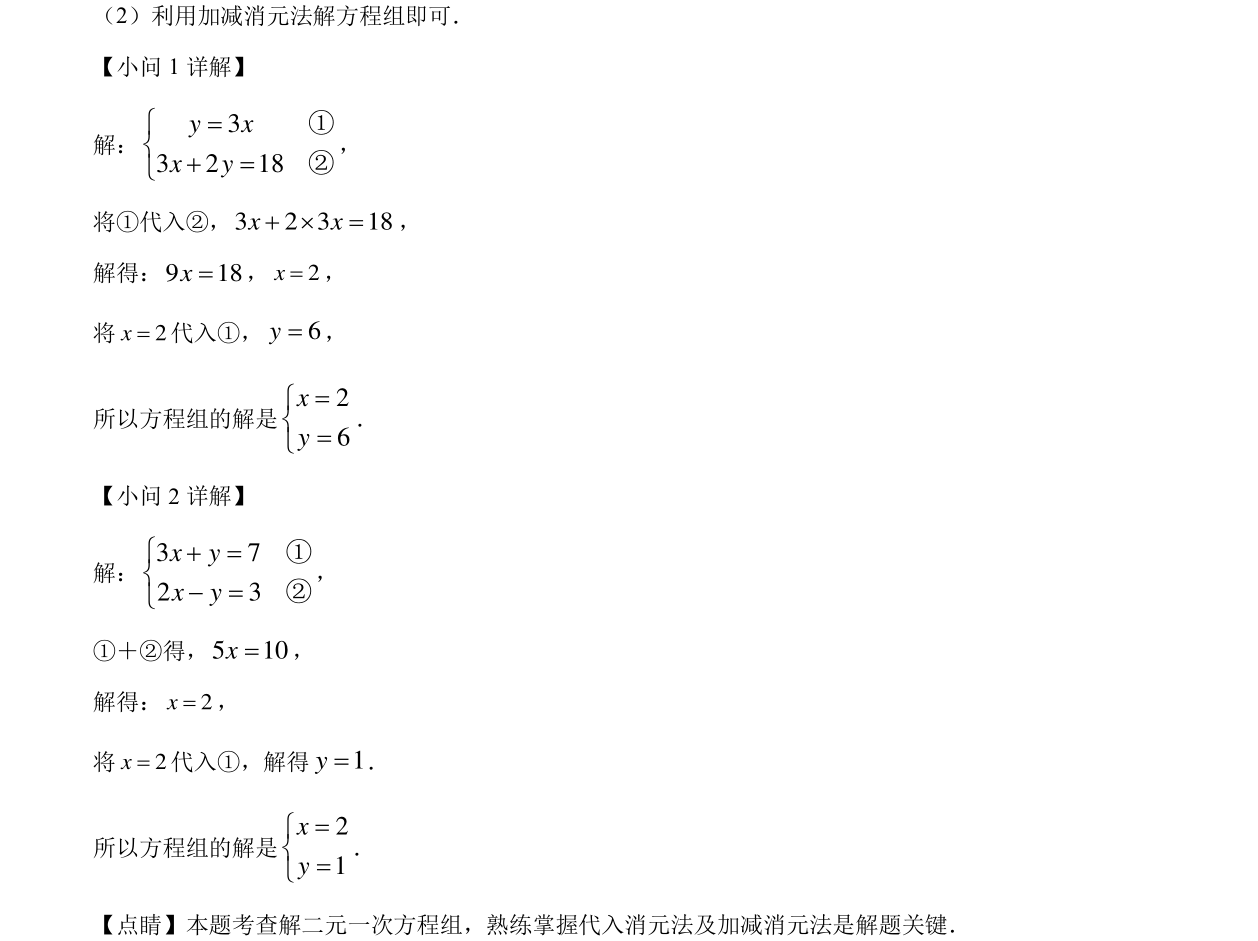 （2）利用加减消元法解方程组即可．
【小问 1 详解】
解：{ y=3x ①
3x+2y=18 ② ，
将①代入②，3x+2×3x=18，
解得：9x=18，x=2，
将 x=2 代入①，y=6，
所以方程组的解是{ x=2
y=6 ．
【小问 2 详解】
解：{ 3x+y=7 ①
2x−y=3 ② ，
①＋②得，5x=10，
解得：x=2，
将 x=2 代入①，解得 y=1．
所以方程组的解是{ x=2
y=1 ．
【点睛】本题考查解二元一次方程组，熟练掌握代入消元法及加减消元法是解题关键．